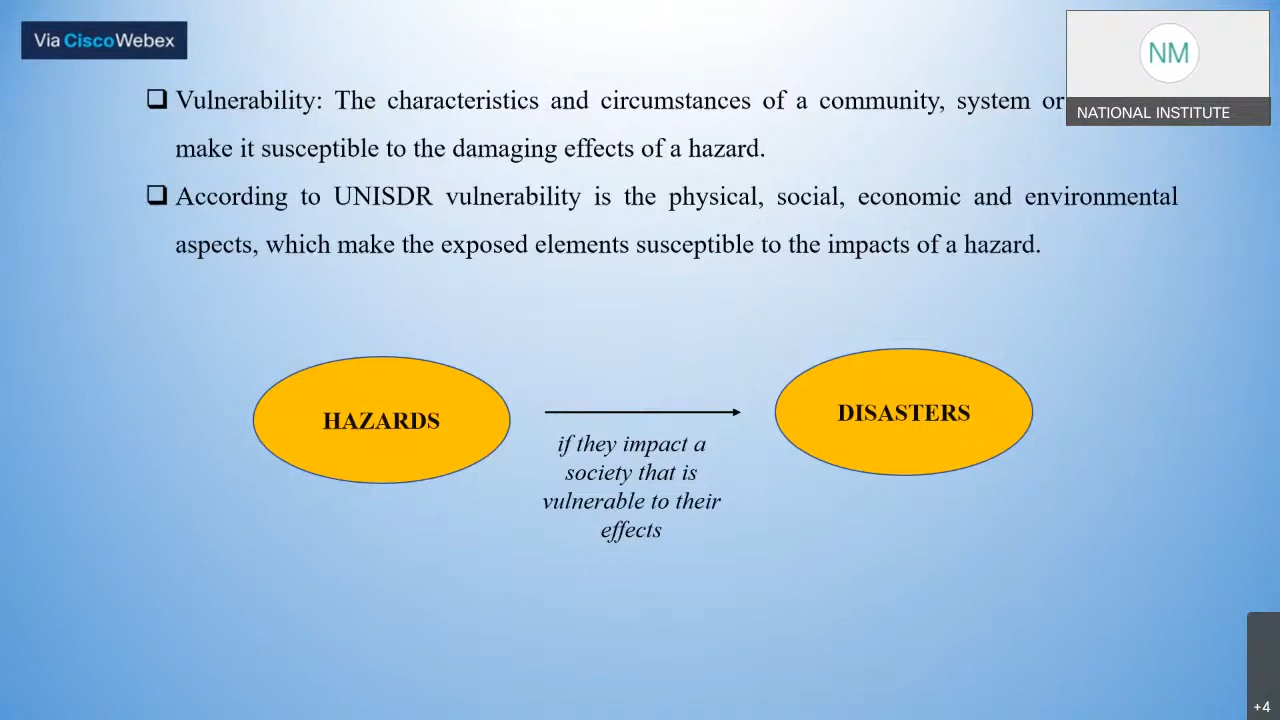 Via CiscoWebex
NM
NATIONAL INSTITUTE
Vulnerability: The characteristics and circumstances of a community, system or
make it susceptible to the damaging effects of a hazard.
According to UNISDR vulnerability is the physical, social, economic and environmental
aspects, which make the exposed elements susceptible to the impacts of a hazard.
HAZARDS
if they impact a
society that is
vulnerable to their
effects
DISASTERS
+4